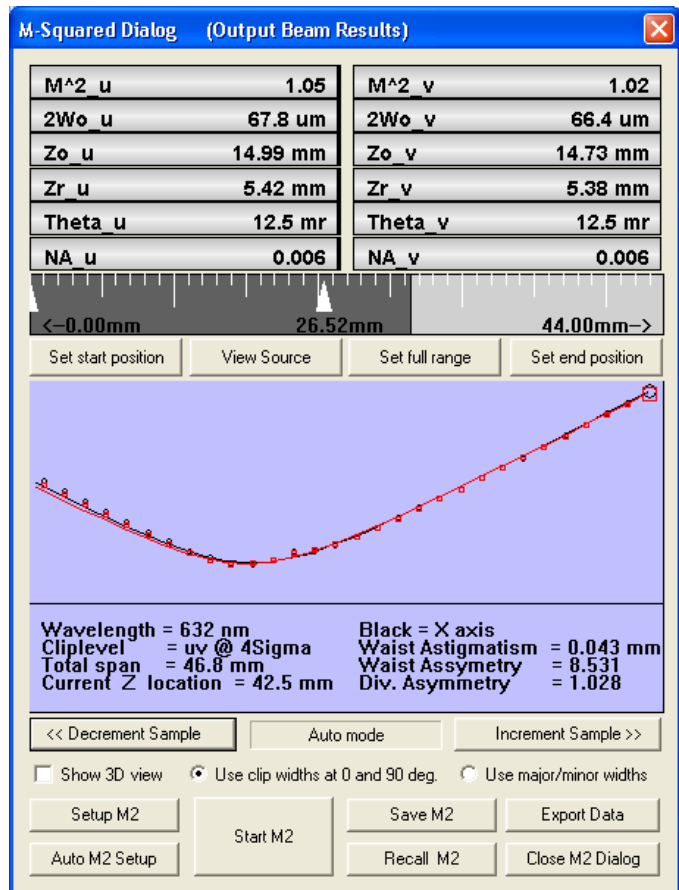 M-Squared Dialog (Output Beam Results)
M^2_u 1.05 M^2_v 1.02
2Wo_u 67.8 um 2Wo_v 66.4 um
Zo_u 14.99 mm Zo_v 14.73 mm
Zr_u 5.42 mm Zr_v 5.38 mm
Theta_u 12.5 mr Theta_v 12.5 mr
NA_u 0.006 NA_v 0.006
<-0.00mm 26.52mm 44.00mm->
Set start position View Source Set full range Set end position
Wavelength = 632 nm Black = X axis
Cliplevel = uv @ 4Sigma Waist Astigmatism = 0.043 mm
Total span = 46.8 mm Waist Assymetry = 8.531
Current Z location = 42.5 mm Div. Asymmetry = 1.028
<< Decrement Sample Auto mode Increment Sample >>
Show 3D view Use clip widths at 0 and 90 deg. Use major/minor widths
Setup M2 Start M2 Save M2 Export Data
Auto M2 Setup Recall M2 Close M2 Dialog